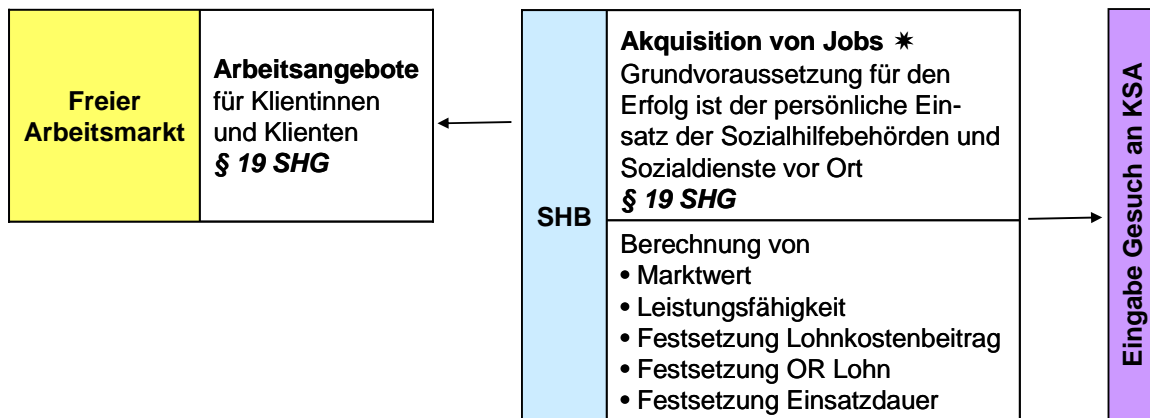 Freier
Arbeitsmarkt
Arbeitsangebote
für Klientinnen
und Klienten
§ 19 SHG
SHB
Akquisition von Jobs ✷
Grundvoraussetzung für den
Erfolg ist der persönliche Ein-
satz der Sozialhilfebehörden und
Sozialdienste vor Ort
§ 19 SHG
Berechnung von
• Marktwert
• Leistungsfähigkeit
• Festsetzung Lohnkostenbeitrag
• Festsetzung OR Lohn
• Festsetzung Einsatzdauer
Eingabe Gesuch an KSA